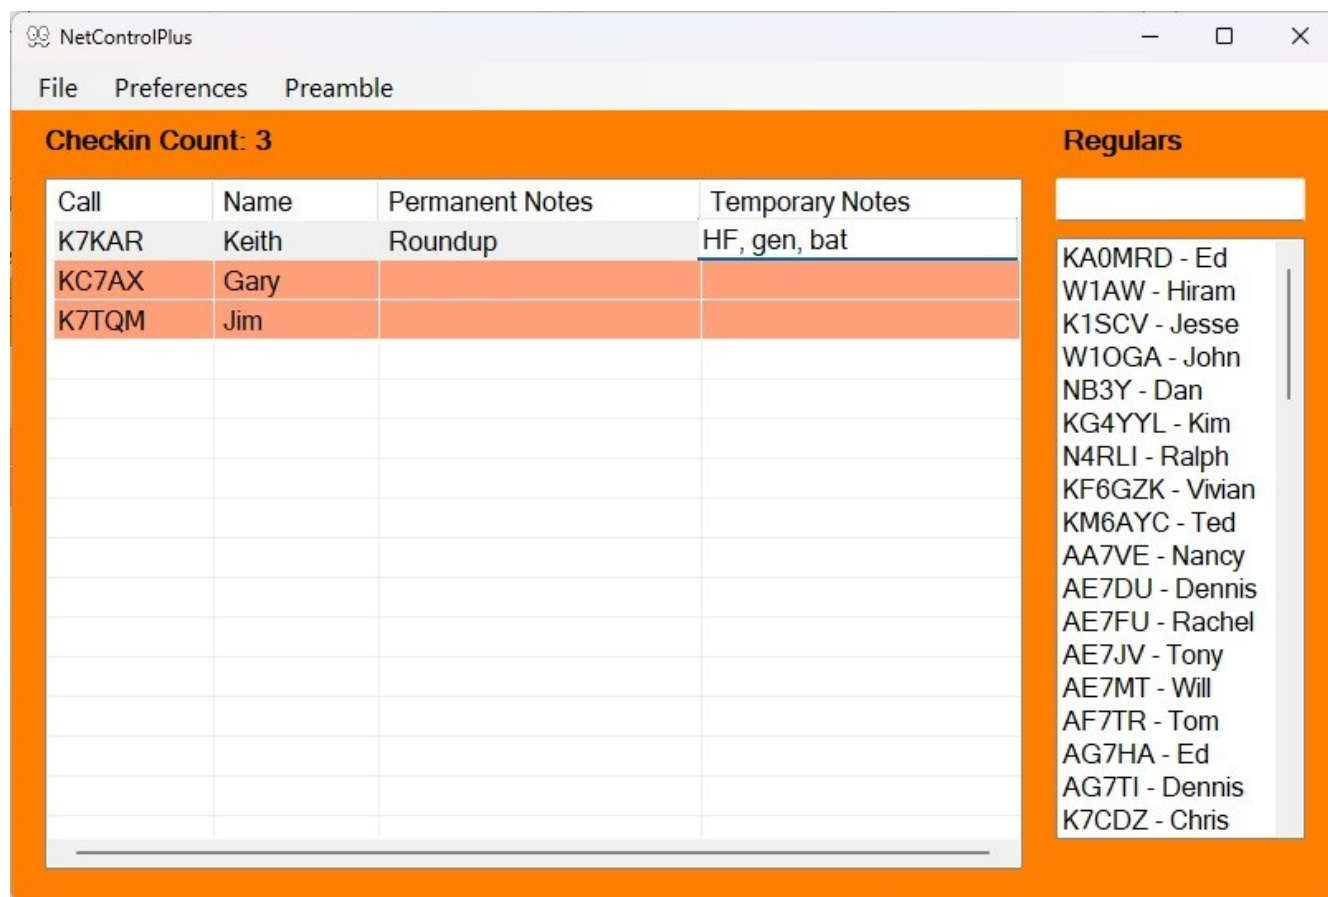 NetControlPlus
File Preferences Preamble
Checkin Count: 3
Call Name Permanent Notes Temporary Notes
K7KAR Keith Roundup HF, gen, bat
KC7AX Gary
K7TQM Jim
Regulars
KA0MRD - Ed
W1AW - Hiram
K1SCV - Jesse
W1OGA - John
NB3Y - Dan
KG4YYL - Kim
N4RLI - Ralph
KF6GZK - Vivian
KM6AYC - Ted
AA7VE - Nancy
AE7DU - Dennis
AE7FU - Rachel
AE7JV - Tony
AE7MT - Will
AF7TR - Tom
AG7HA - Ed
AG7TI - Dennis
K7CDZ - Chris